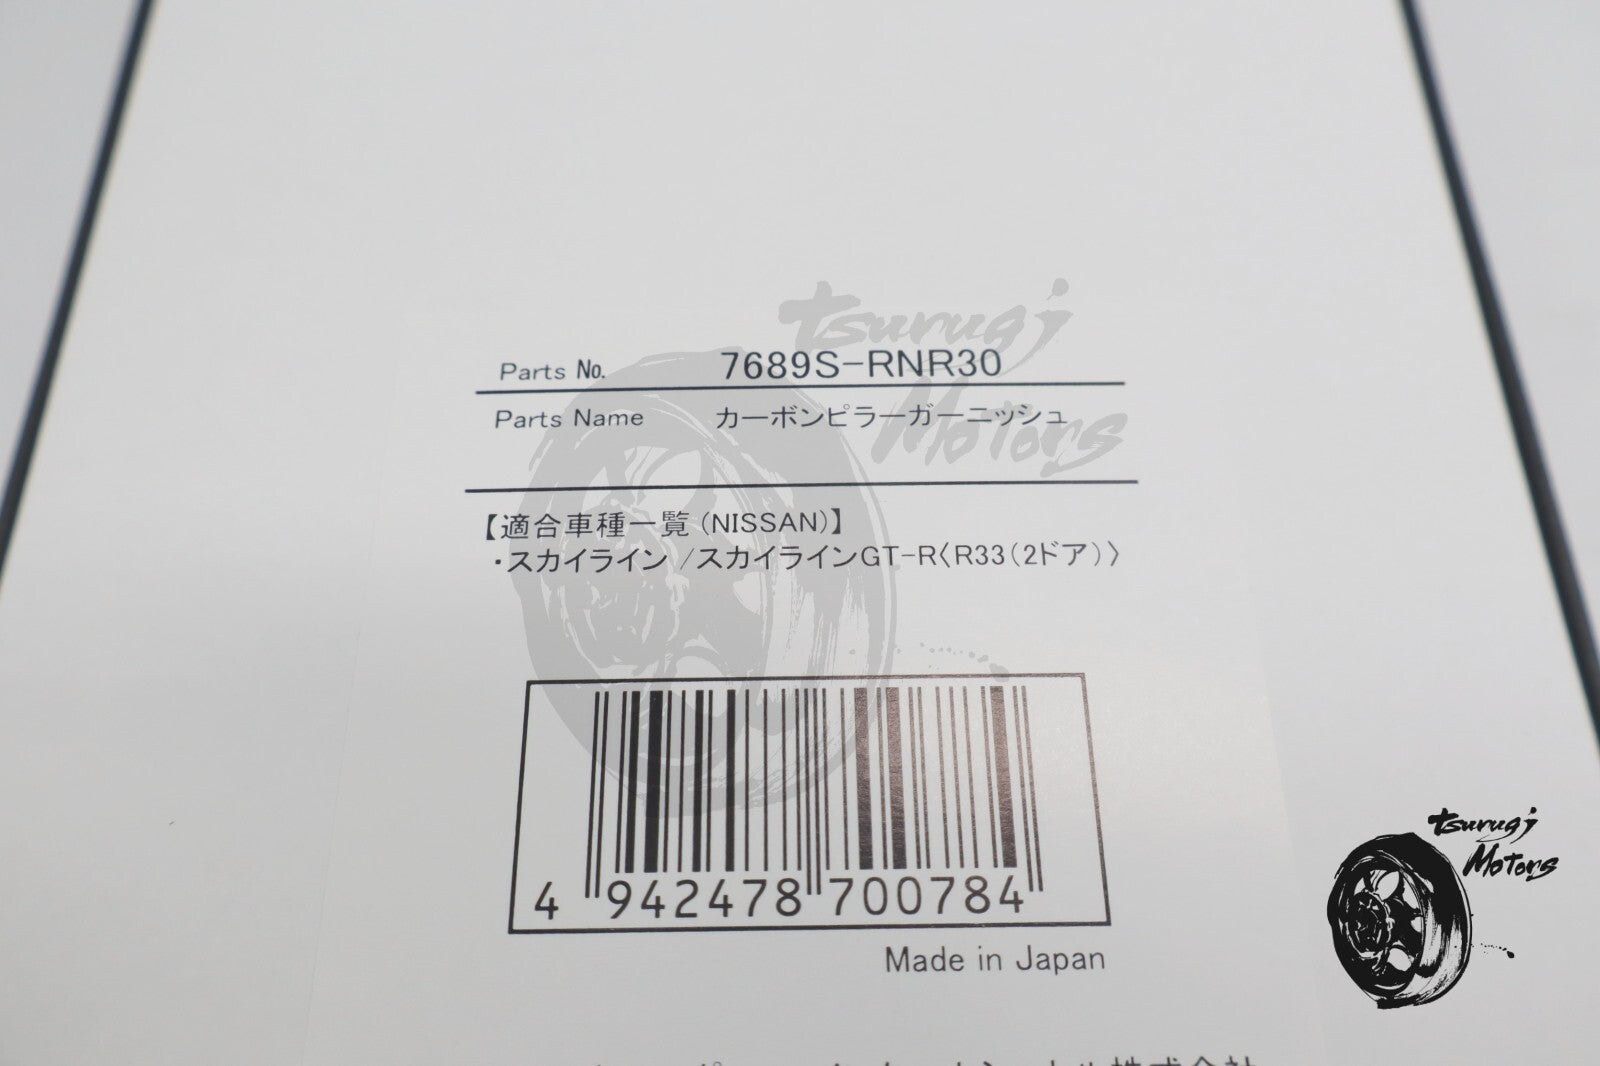 tsurugi
Motors
Parts No. 7689S-RNR30
Parts Name カーボンピラーガーニッシュ
【適合車種一覧(NISSAN)】
・スカイライン/スカイラインGT-R〈R33(2ドア)〉
4 942478 700784
Made in Japan
tsurugi
Motors